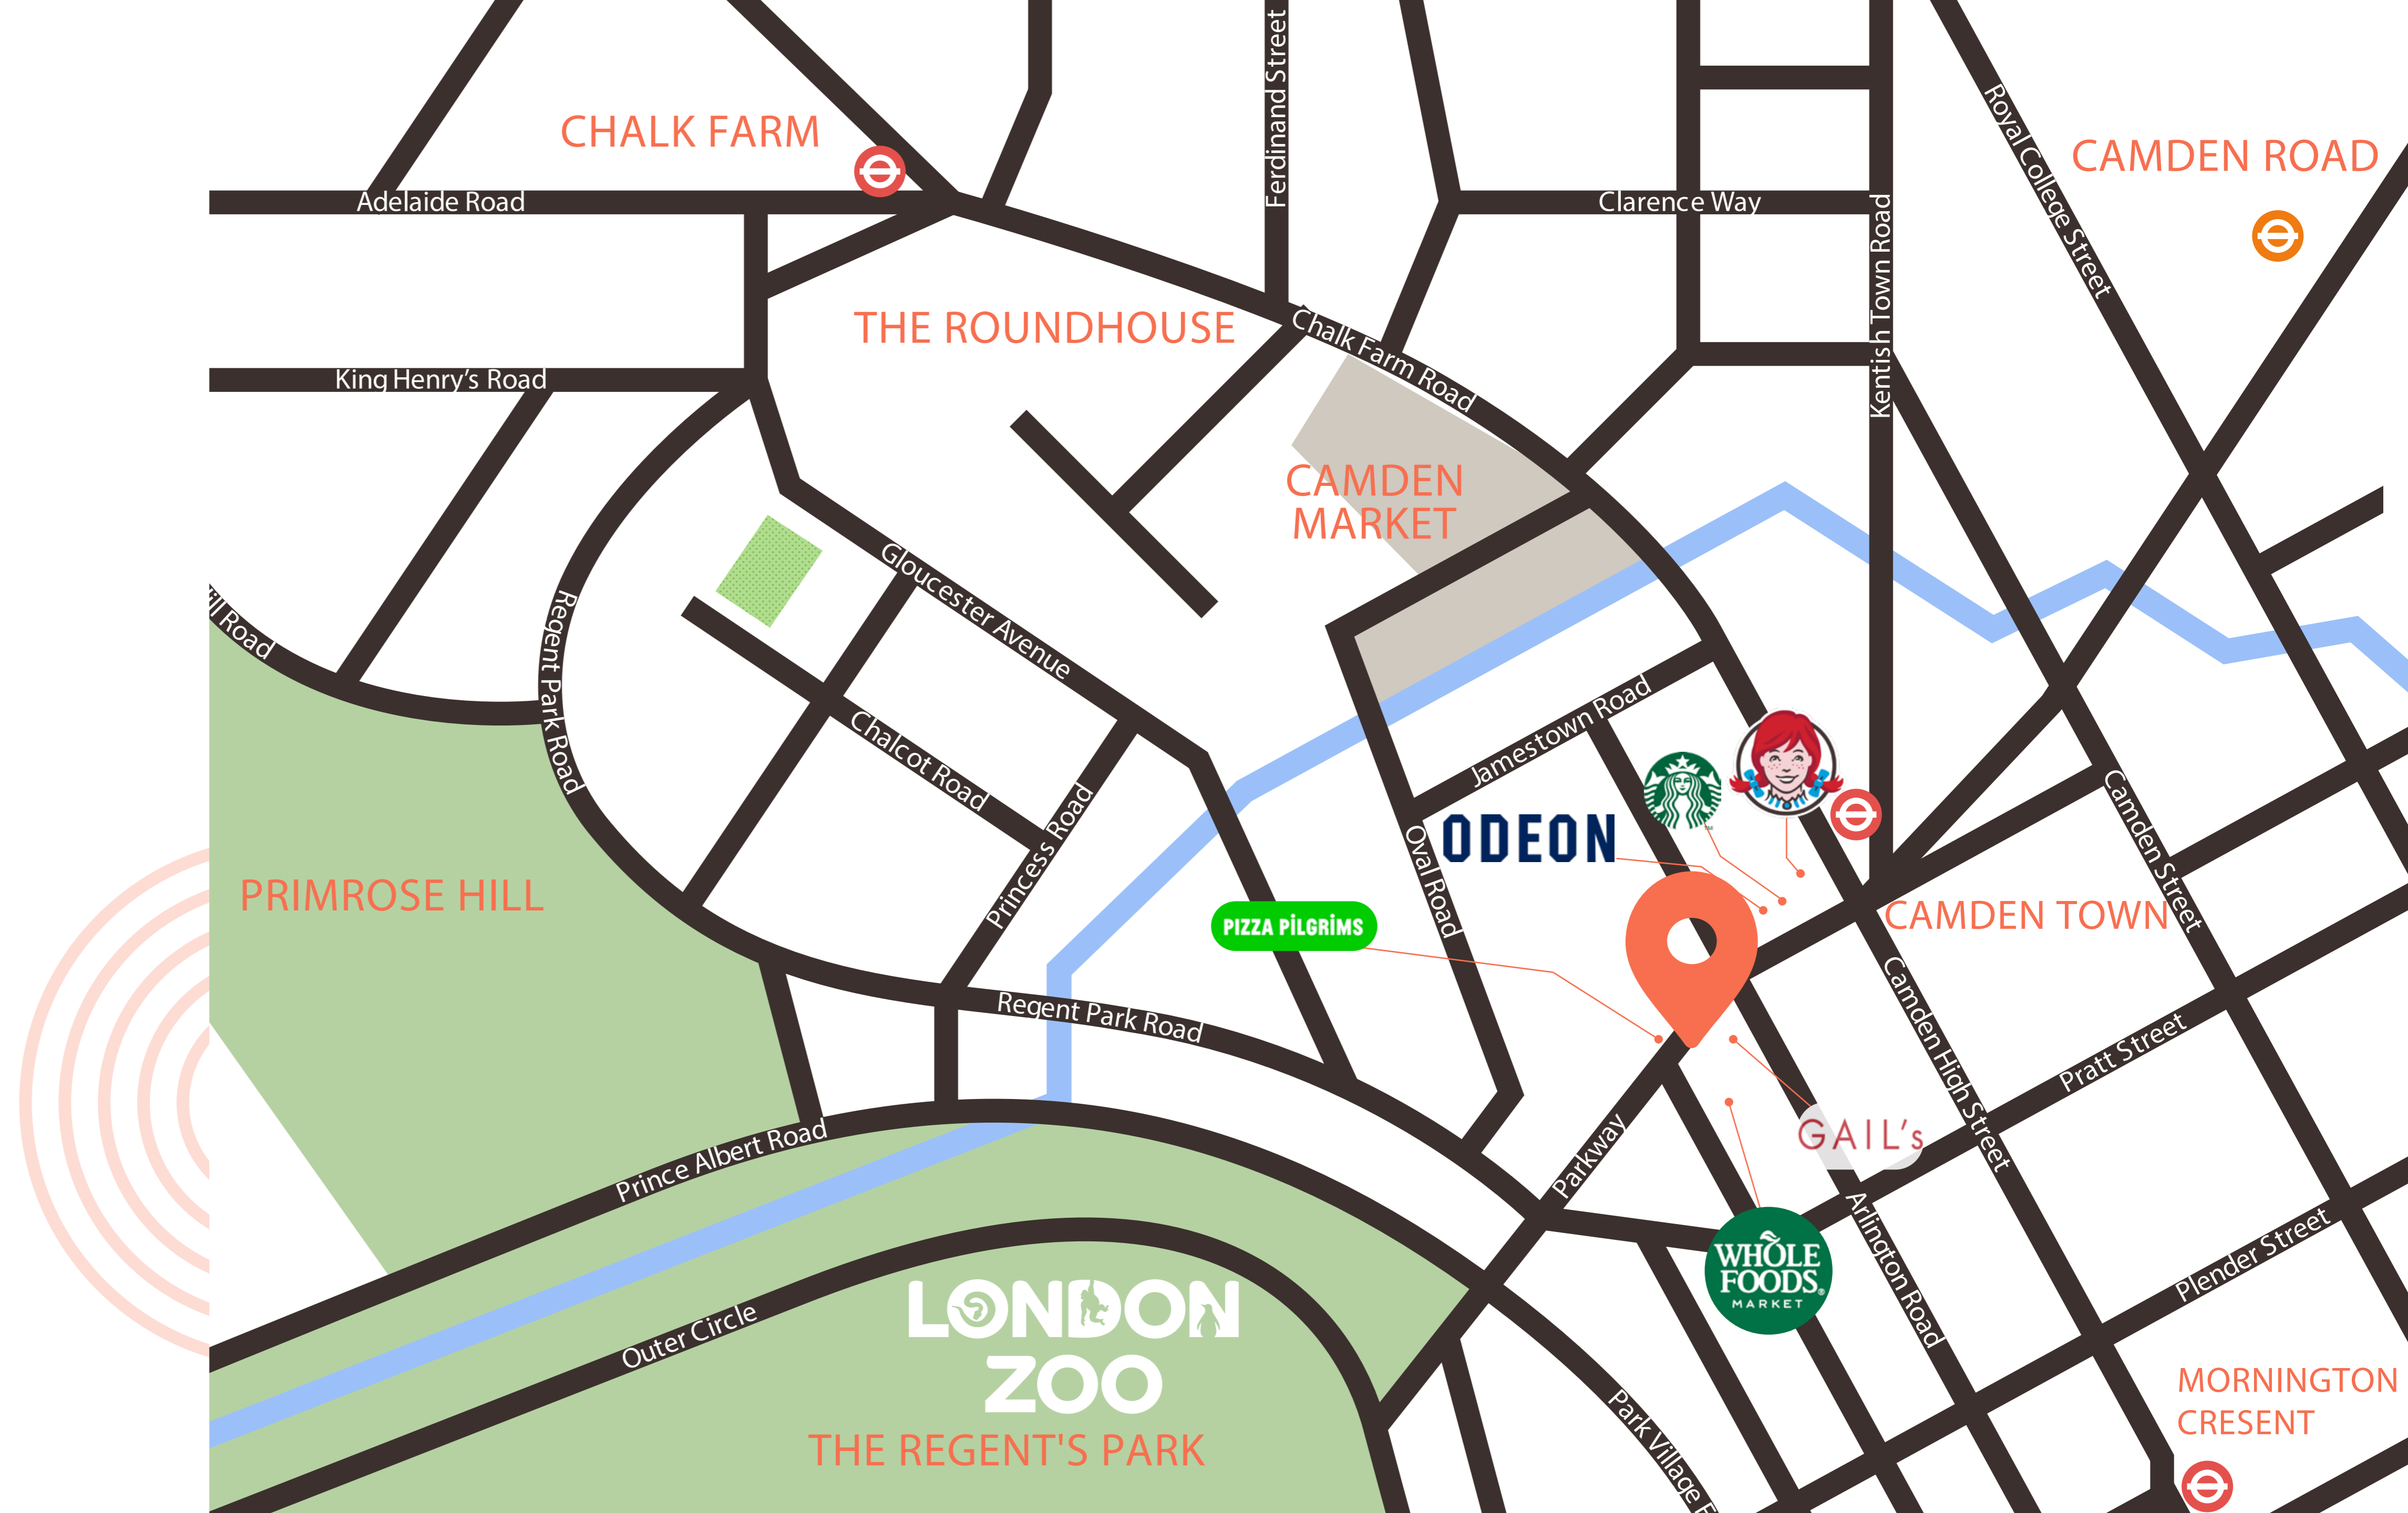 Ferdinand Street
Royal College Street
CHALK FARM
CAMDEN ROAD
Adelaide Road
Clarence Way
Kentish Town Road
THE ROUNDHOUSE
Chalk Farm Road
King Henry's Road
CAMDEN
MARKET
Gloucester Avenue
ill Road
Regent Park Road
Chalcot Road
Jamestown Road
Princess Road
ODEON
Oval Road
Camden Street
PRIMROSE HILL
PIZZA PiLGRiMS
CAMDEN TOWN
Regent Park Road
Camden High Street
Pratt Street
Prince Albert Road
Parkway
GAIL's
Arlington Road
WHOLE
FOODS®
MARKET
Plender Street
Outer Circle
LONDON
ZOO
THE REGENT'S PARK
Park Village E
MORNINGTON
CRESENT